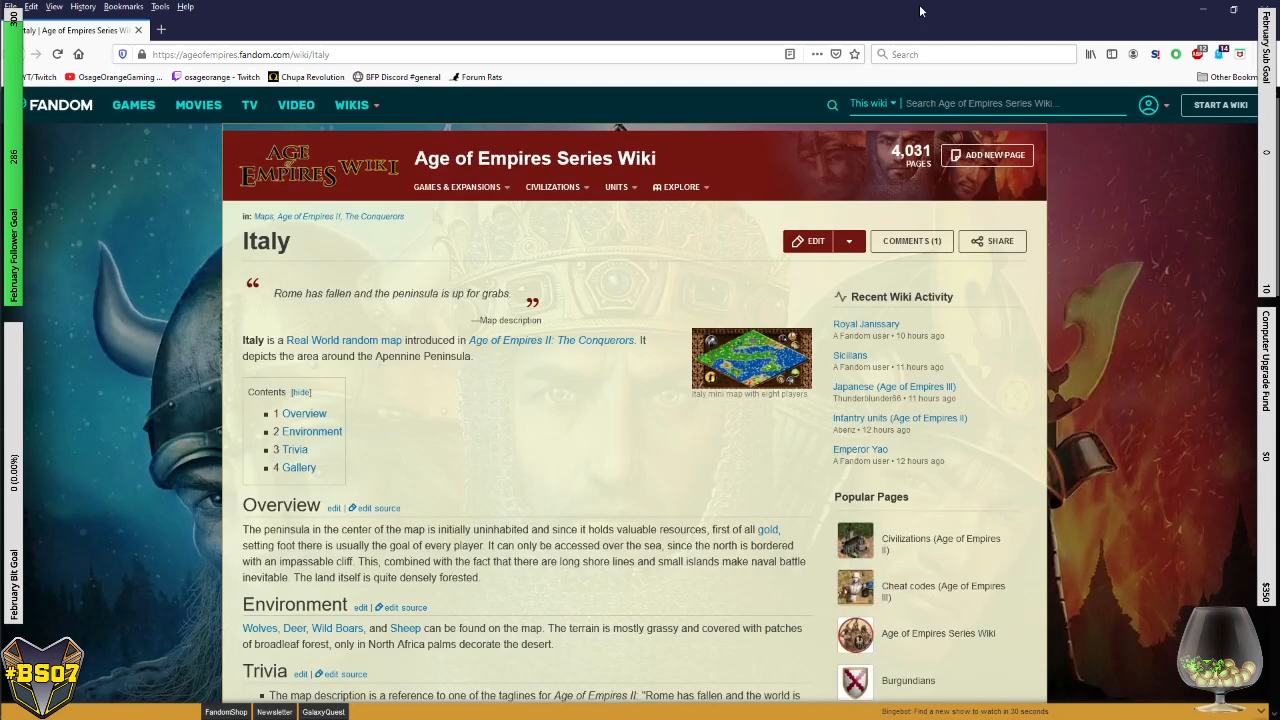 300
Italy | Age of Empires Series Wi
https://ageofempires.fandom.com/wiki/Italy
Search
YT/Twitch
OsageOrangeGaming
osageorange - Twitch
Chupa Revolution
BFP Discord #general
Forum Rats
Other Bookm
FANDOM
GAMES
MOVIES
TV
VIDEO
WIKIS
This wiki
Search Age of Empires Series Wiki...
START A WIKI
AGE of EMPIRES WIKI
Age of Empires Series Wiki
4,031
PAGES
ADD NEW PAGE
GAMES & EXPANSIONS
CIVILIZATIONS
UNITS
EXPLORE
in: Maps, Age of Empires II, The Conquerors
Italy
EDIT
COMMENTS (1)
SHARE
“ Rome has fallen and the peninsula is up for grabs. ”
—Map description
Italy is a Real World random map introduced in Age of Empires II: The Conquerors. It
depicts the area around the Apennine Peninsula.
Italy mini map with eight players
Contents [hide]
1 Overview
2 Environment
3 Trivia
4 Gallery
Overview edit | edit source
The peninsula in the center of the map is initially uninhabited and since it holds valuable resources, first of all gold,
setting foot there is usually the goal of every player. It can only be accessed over the sea, since the north is bordered
with an impassable cliff. This, combined with the fact that there are long shore lines and small islands make naval battle
inevitable. The land itself is quite densely forested.
Environment edit | edit source
Wolves, Deer, Wild Boars, and Sheep can be found on the map. The terrain is mostly grassy and covered with patches
of broadleaf forest, only in North Africa palms decorate the desert.
Trivia edit | edit source
The map description is a reference to one of the taglines for Age of Empires II: "Rome has fallen and the world is
Recent Wiki Activity
Royal Janissary
A Fandom user • 10 hours ago
Sicilians
A Fandom user • 11 hours ago
Japanese (Age of Empires III)
Thunderblunder86 • 11 hours ago
Infantry units (Age of Empires II)
Aberiz • 12 hours ago
Emperor Yao
A Fandom user • 12 hours ago
Popular Pages
Civilizations (Age of Empires
II)
Cheat codes (Age of Empires
III)
Age of Empires Series Wiki
Burgundians
FandomShop
Newsletter
GalaxyQuest
Bingebot: Find a new show to watch in 30 seconds
286
February Follower Goal
0 (0.00%)
February Bit Goal
#BS07
February Sub Goal
0
10
Computer Upgrade Fund
$0
$350